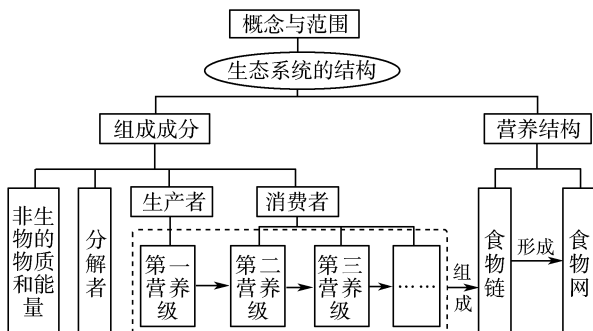 概念与范围
生态系统的结构
组成成分
营养结构
非生
物的
物质
和能
量
分解者
生产者
消费者
第一
营养
级
第二
营养
级
第三
营养
级
……
组成
食物链
形成
食物网